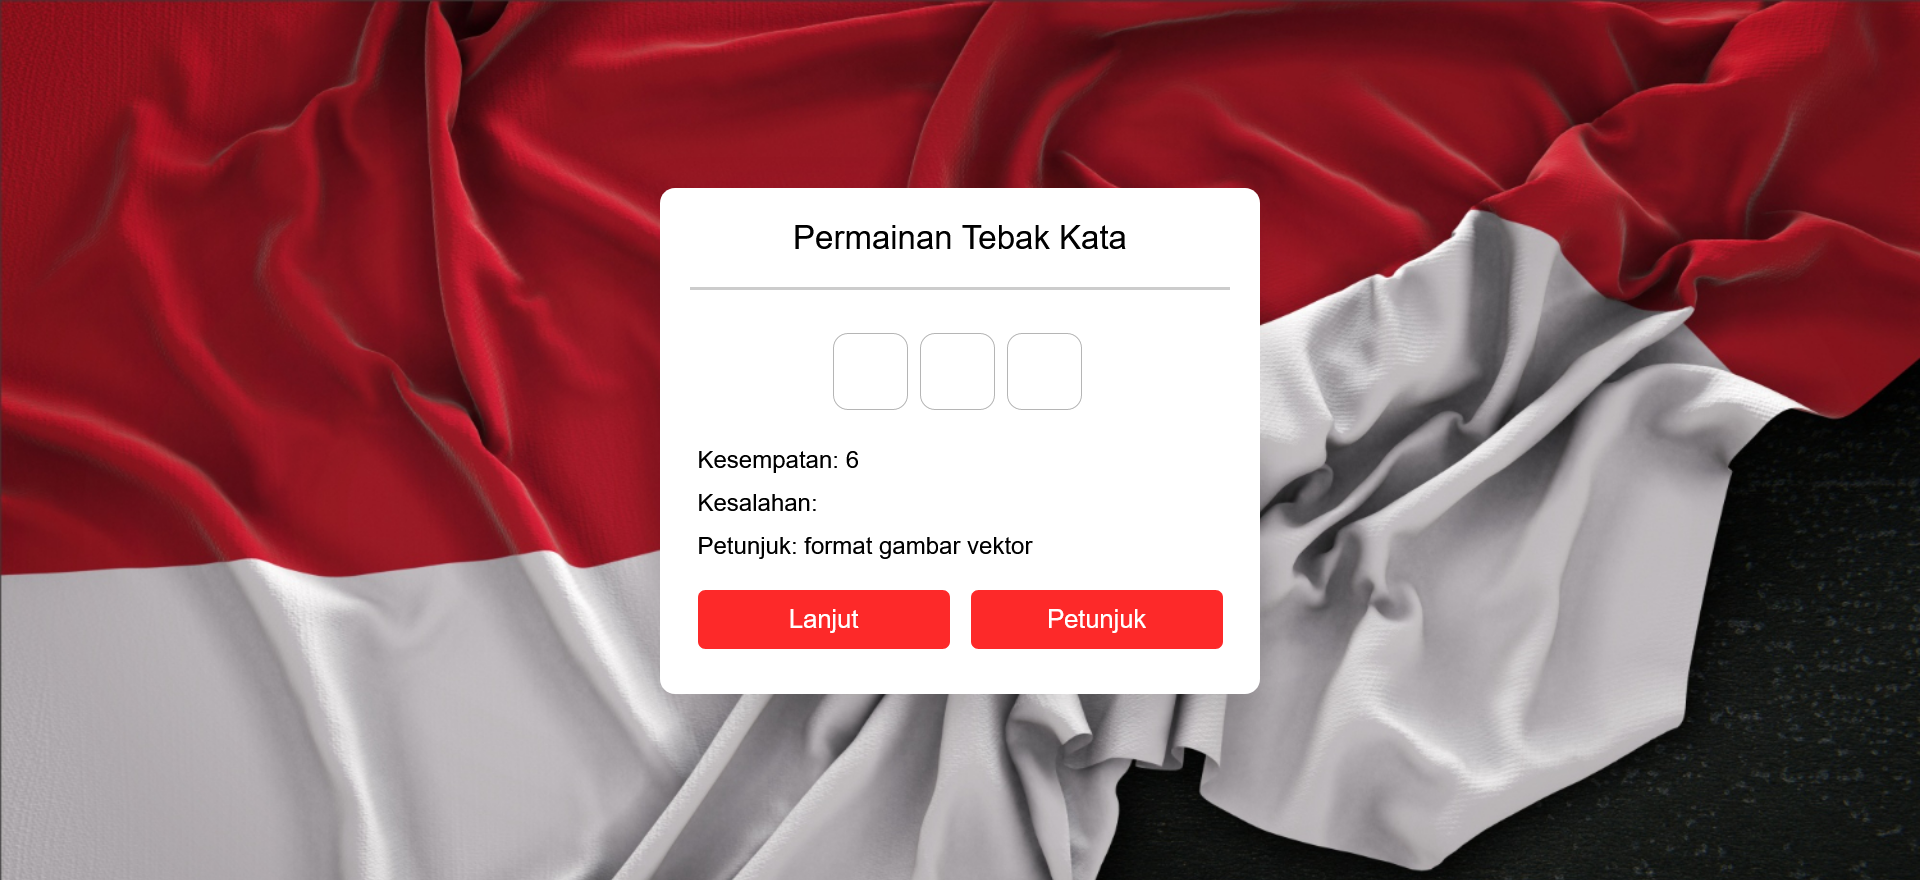 Permainan Tebak Kata
Kesempatan: 6
Kesalahan:
Petunjuk: format gambar vektor
Lanjut
Petunjuk